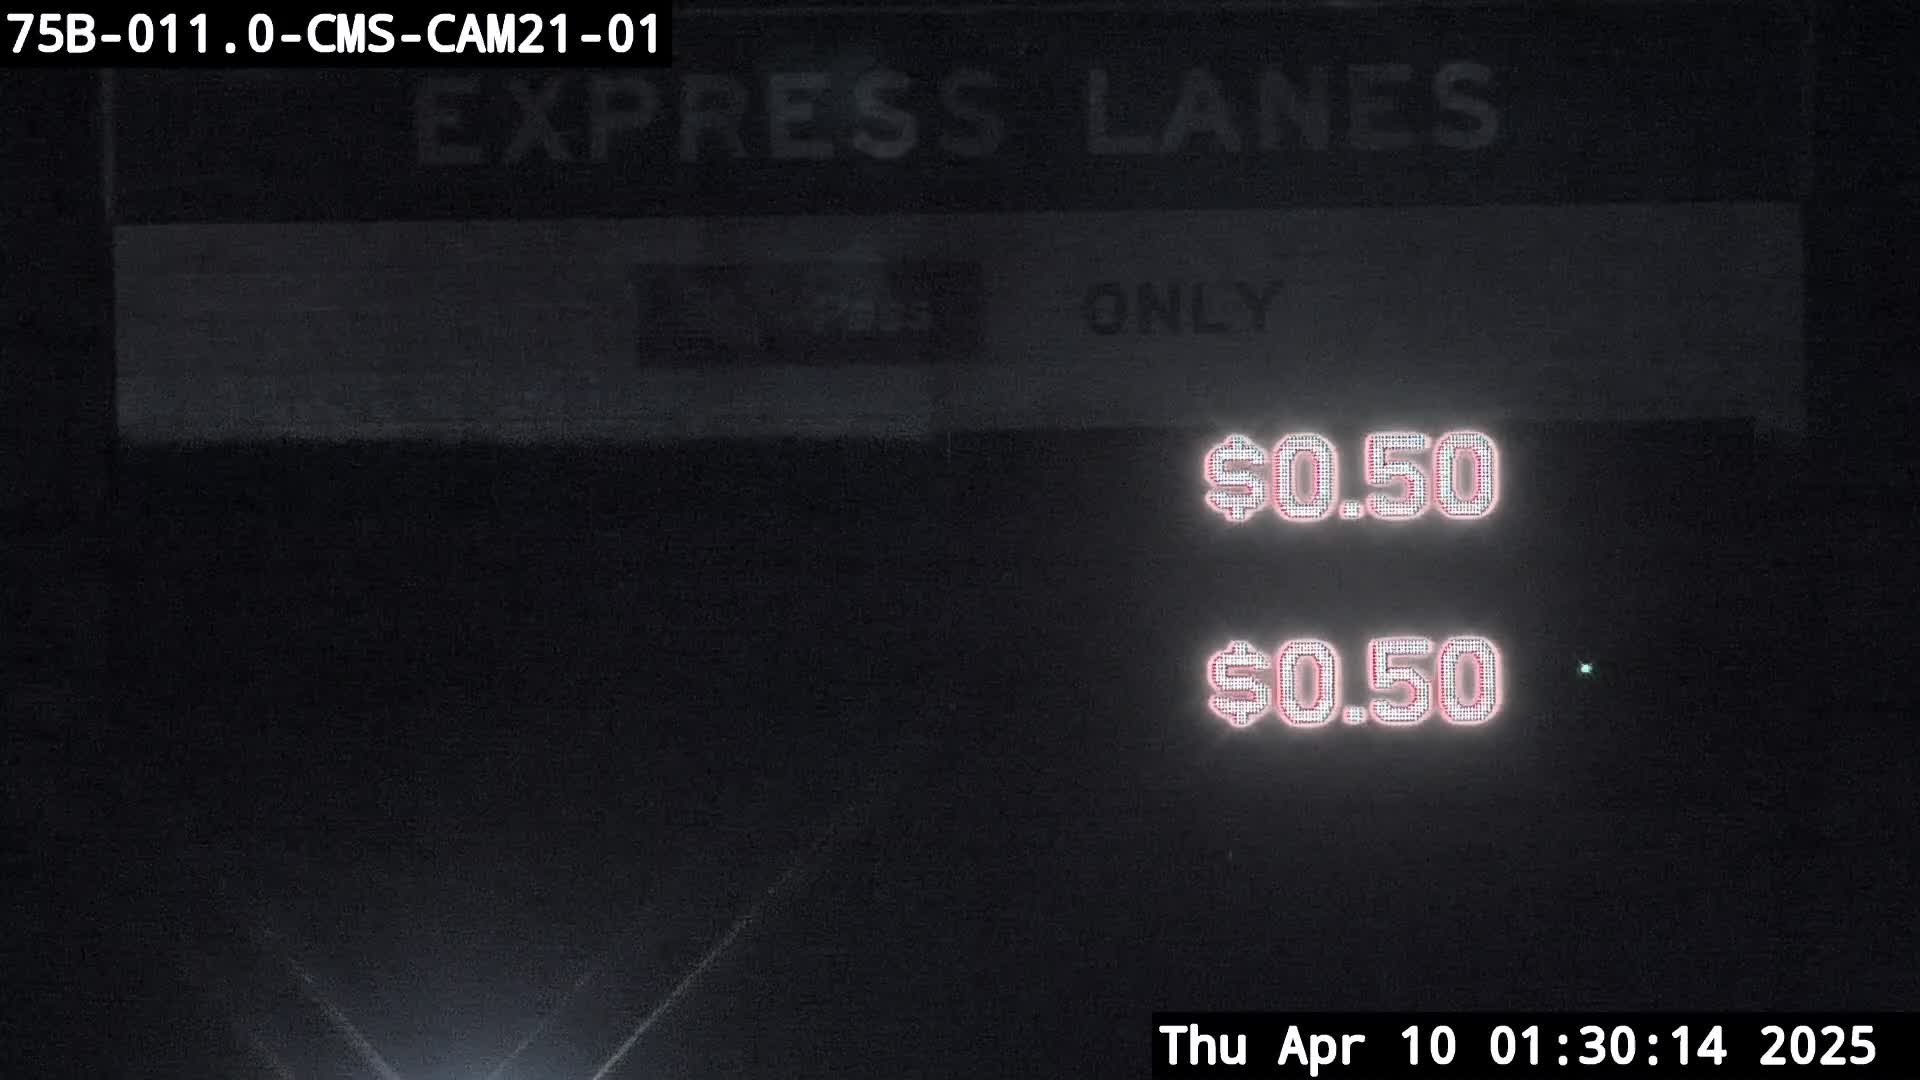 75B-011.0-CMS-CAM21-01
EXPRESS LANES
ONLY
$0.50
$0.50
Thu Apr 10 01:30:14 2025